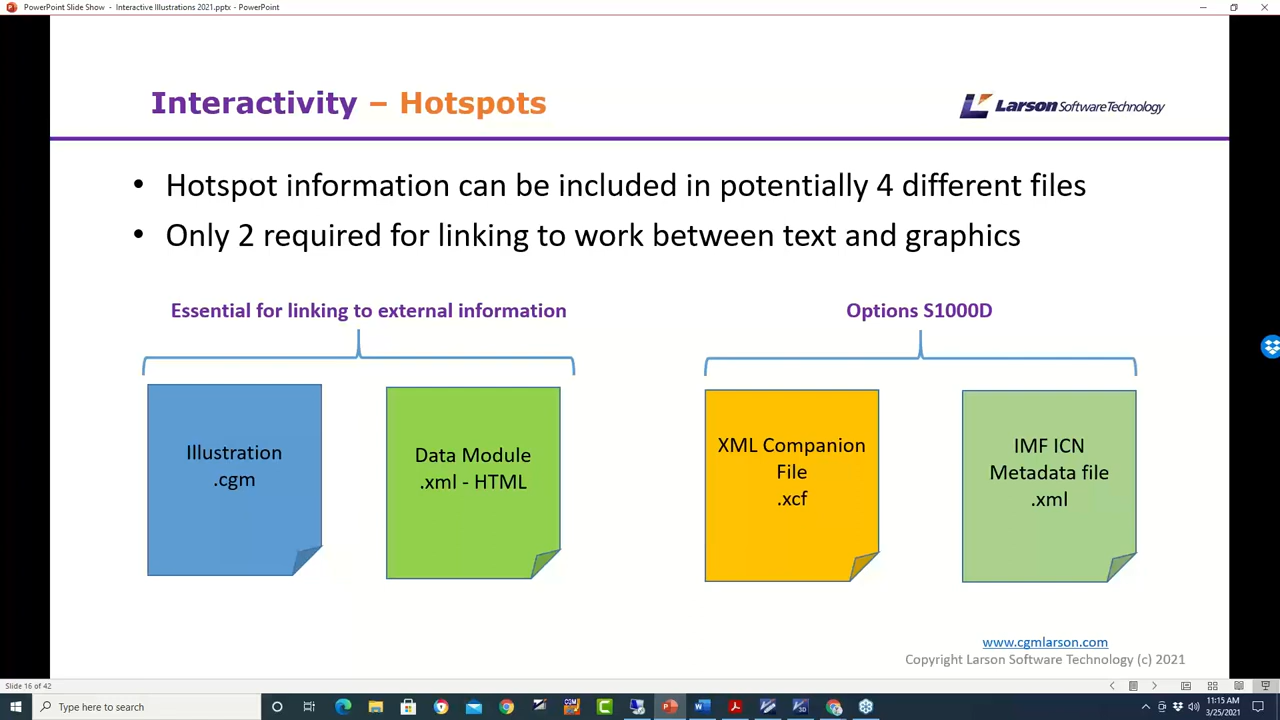 PowerPoint Slide Show - Interactive Illustrations 2021.pptx - PowerPoint
Interactivity – Hotspots
Larson Software Technology
• Hotspot information can be included in potentially 4 different files
• Only 2 required for linking to work between text and graphics
Essential for linking to external information
Options S1000D
Illustration
.cgm
Data Module
.xml - HTML
XML Companion
File
.xcf
IMF ICN
Metadata file
.xml
www.cgmlarson.com
Copyright Larson Software Technology (c) 2021
Slide 16 of 42
Type here to search
11:15 AM
3/25/2021